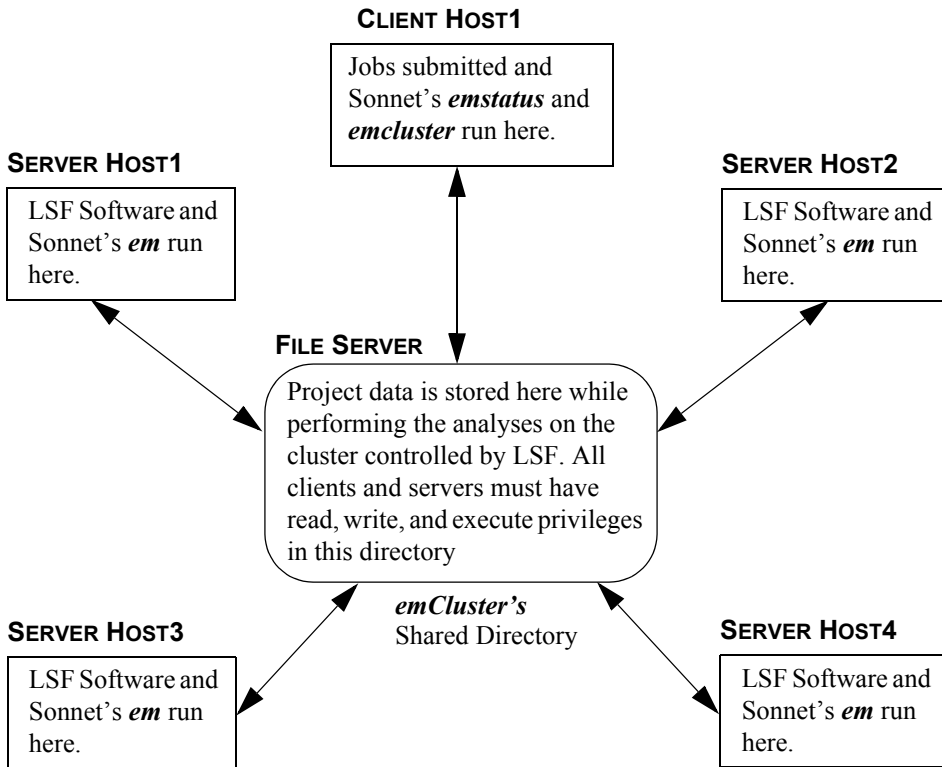 CLIENT HOST1
Jobs submitted and
Sonnet's emstatus and
emcluster run here.
SERVER HOST1
LSF Software and
Sonnet's em run
here.
SERVER HOST2
LSF Software and
Sonnet's em run
here.
FILE SERVER
Project data is stored here while
performing the analyses on the
cluster controlled by LSF. All
clients and servers must have
read, write, and execute privileges
in this directory
emCluster's
Shared Directory
SERVER HOST3
LSF Software and
Sonnet's em run
here.
SERVER HOST4
LSF Software and
Sonnet's em run
here.